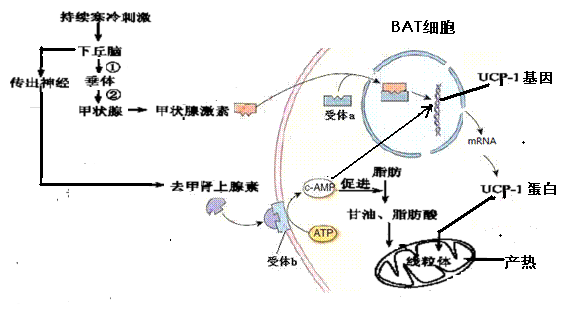 持续寒冷刺激
BAT细胞
下丘脑
①
传出神经
垂体
②
甲状腺
甲状腺激素
受体a
UCP-1基因
mRNA
去甲肾上腺素
c-AMP
促进
脂肪
UCP-1蛋白
甘油、脂肪酸
ATP
受体b
线粒体
产热